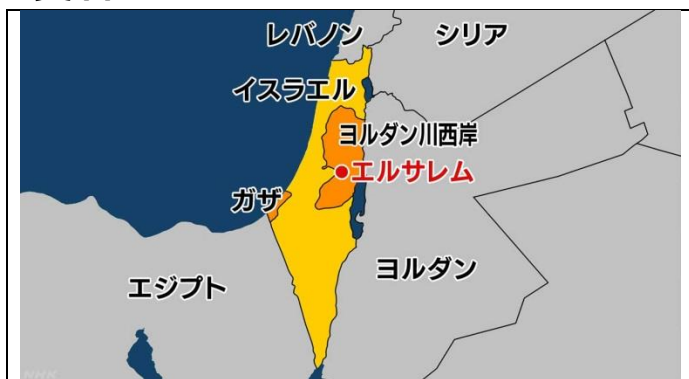 レバノン
シリア
イスラエル
ヨルダン川西岸
エルサレム
ガザ
ヨルダン
エジプト
NHK